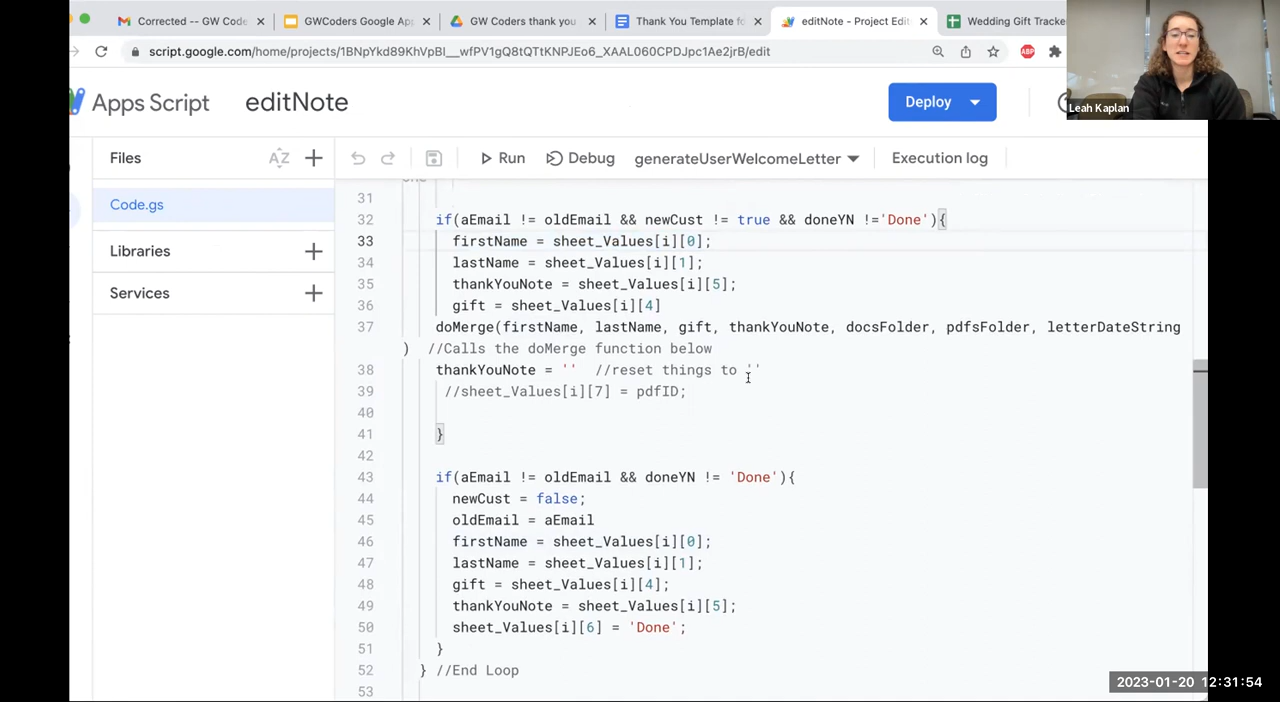 Corrected -- GW Code
GWCoders Google Ap
GW Coders thank you
Thank You Template fo
editNote - Project Edit
Wedding Gift Tracke
script.google.com/home/projects/1BNpYkd89KhVpBI__wfPV1gQ8tQTtKNPJEo6_XAAL060CPDJpc1Ae2jrB/edit
ABP
Leah Kaplan
Apps Script
editNote
Deploy
Files
AZ
Run
Debug
generateUserWelcomeLetter
Execution log
Code.gs
Libraries
Services
31
32 if(aEmail != oldEmail && newCust != true && doneYN !='Done'){
33 firstName = sheet_Values[i][0];
34 lastName = sheet_Values[i][1];
35 thankYouNote = sheet_Values[i][5];
36 gift = sheet_Values[i][4]
37 doMerge(firstName, lastName, gift, thankYouNote, docsFolder, pdfsFolder, letterDateString
) //Calls the doMerge function below
38 thankYouNote = '' //reset things to ''
39 //sheet_Values[i][7] = pdfID;
40
41 }
42
43 if(aEmail != oldEmail && doneYN != 'Done'){
44 newCust = false;
45 oldEmail = aEmail
46 firstName = sheet_Values[i][0];
47 lastName = sheet_Values[i][1];
48 gift = sheet_Values[i][4];
49 thankYouNote = sheet_Values[i][5];
50 sheet_Values[i][6] = 'Done';
51 }
52 } //End Loop
53
2023-01-20 12:31:54